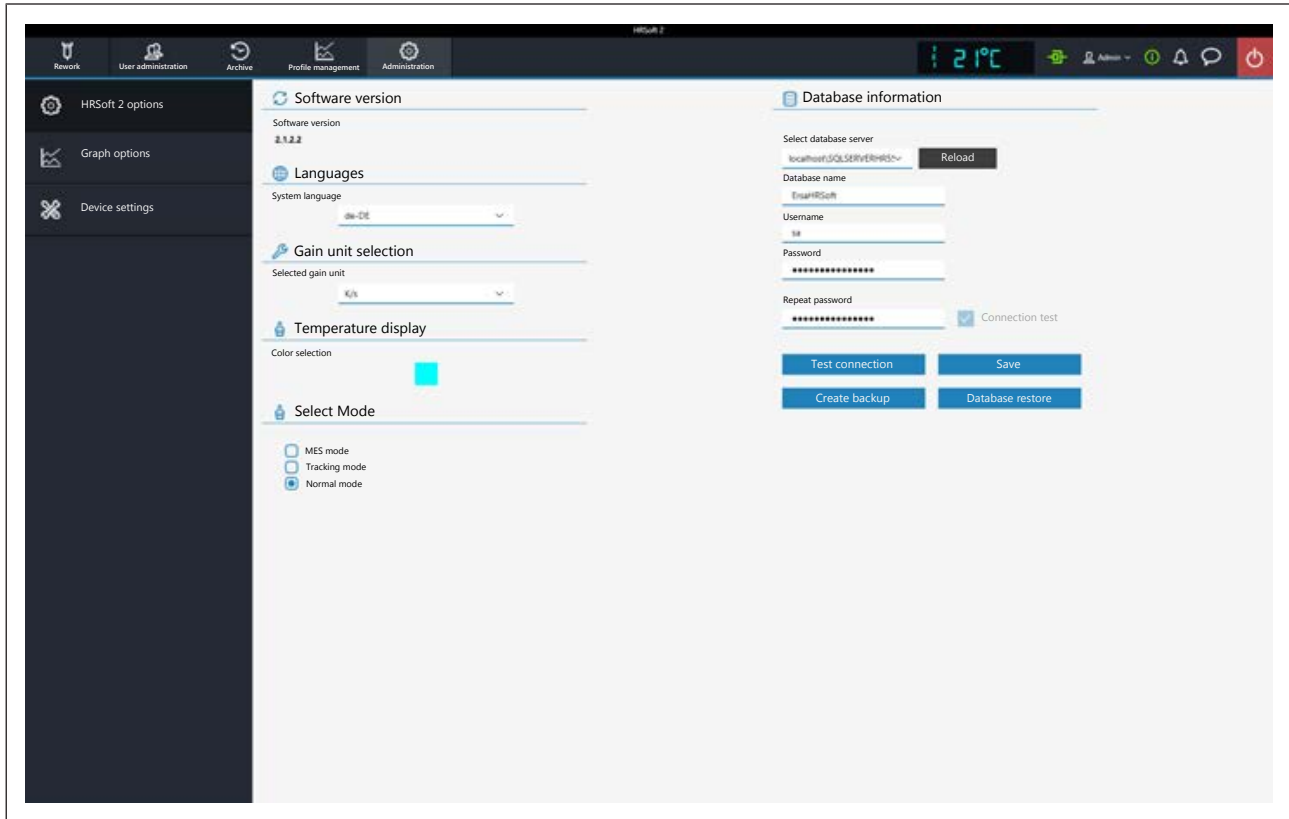 HRSoft 2
Rework
User administration
Archive
Profile management
Administration
21°C
Admin
HRSoft 2 options
Graph options
Device settings
Software version
Software version
2.1.2.2
Languages
System language
de-DE
Gain unit selection
Selected gain unit
K/s
Temperature display
Color selection
Select Mode
MES mode
Tracking mode
Normal mode
Database information
Select database server
Reload
Database name
ErsaHRSoft
Username
sa
Password
•••••••••••••••
Repeat password
•••••••••••••••
Connection test
Test connection
Save
Create backup
Database restore